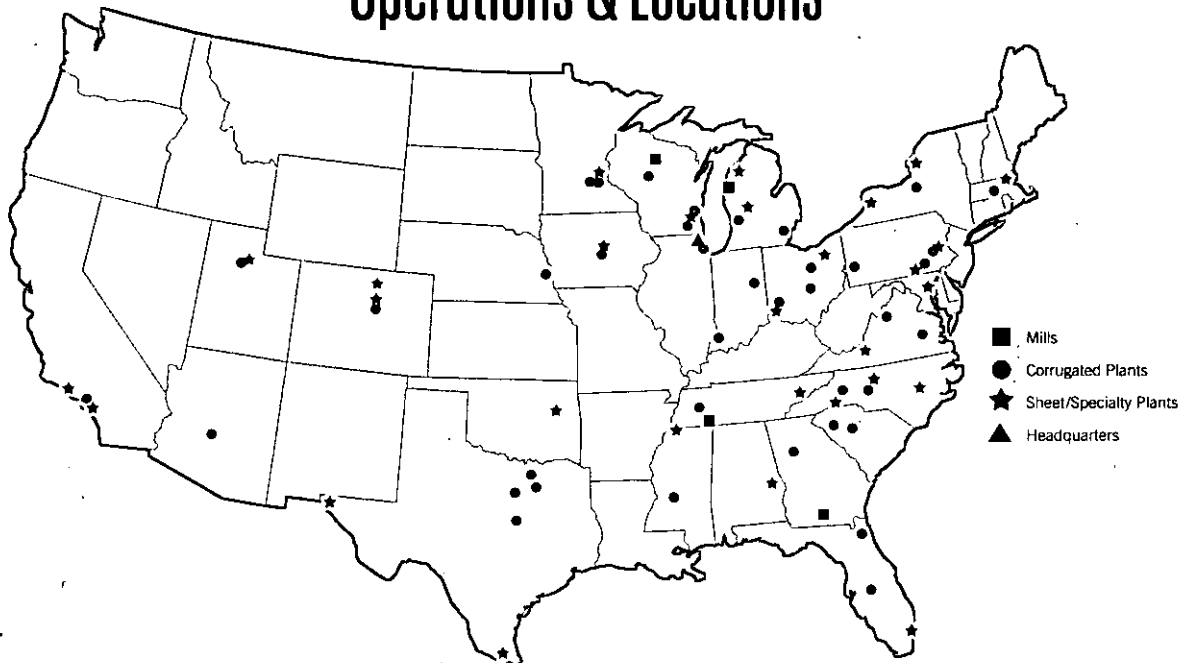 Operations & Locations
Mills
Corrugated Plants
Sheet/Specialty Plants
Headquarters